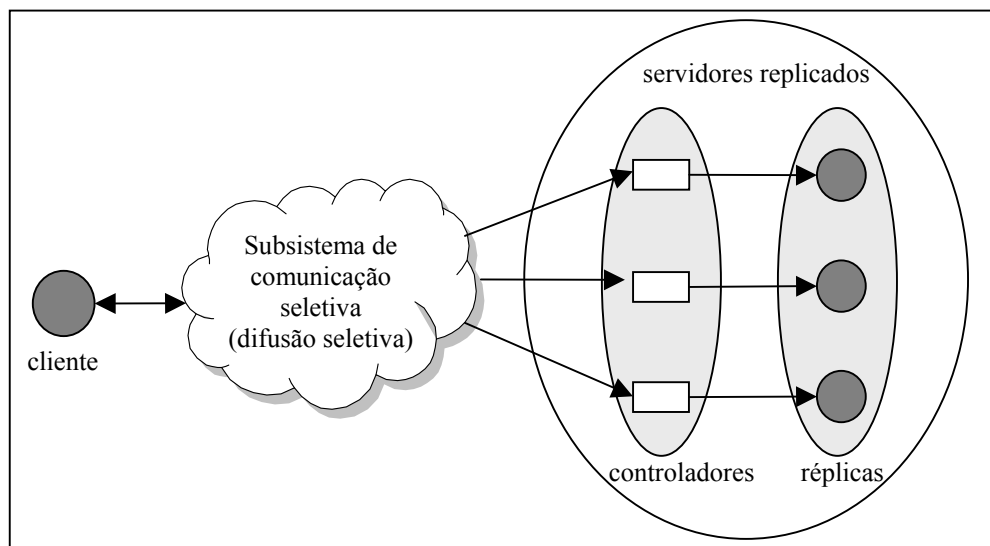 servidores replicados
Subsistema de
comunicação
seletiva
(difusão seletiva)
cliente
controladores
réplicas